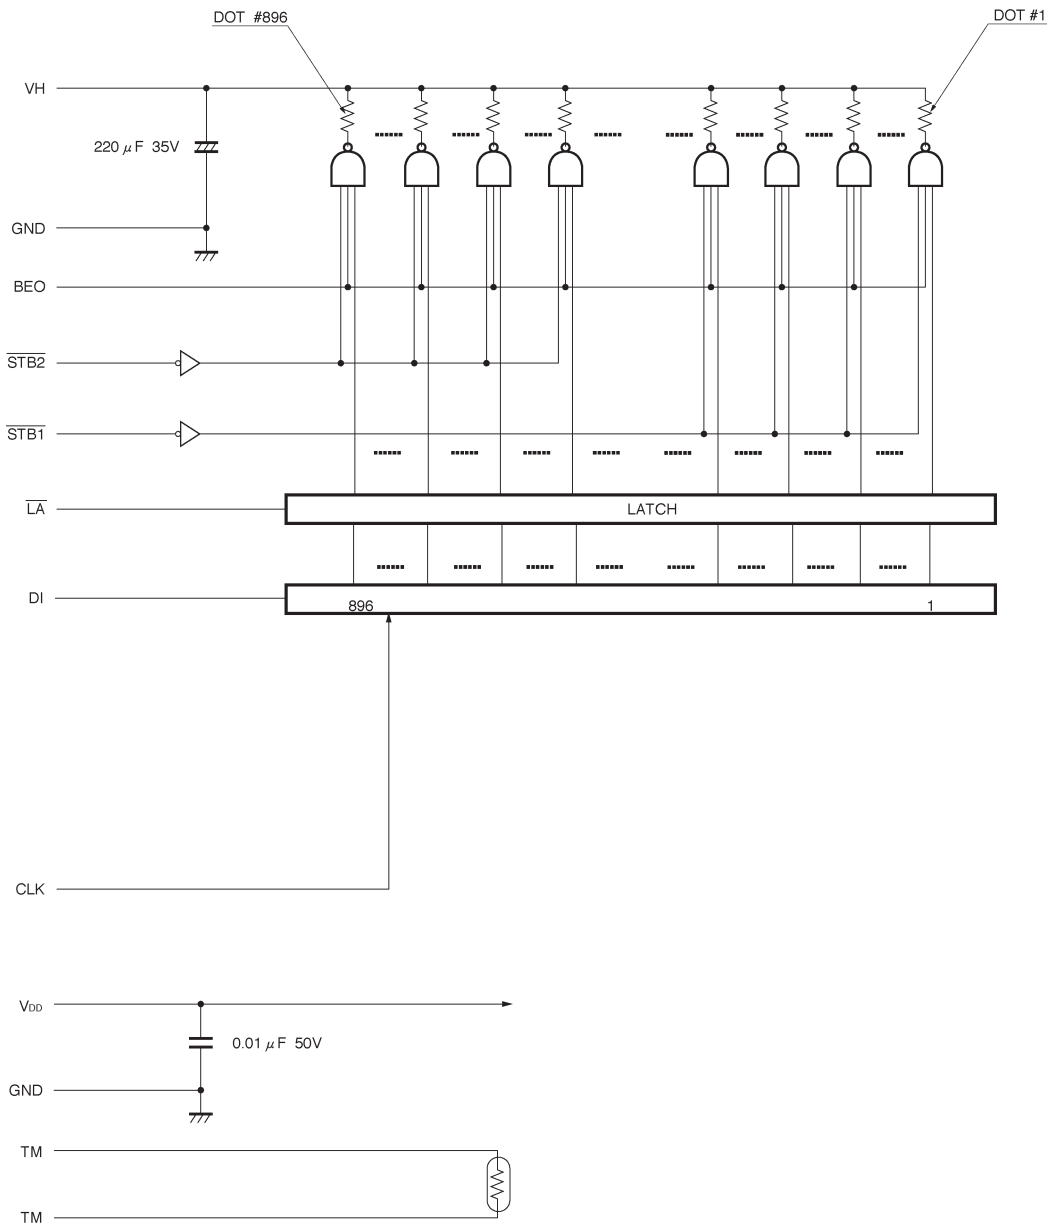 DOT #896
DOT #1
VH
220 μF 35V
GND
BEO
STB2
STB1
LA
LATCH
DI
896
1
CLK
VDD
0.01 μF 50V
GND
TM
TM